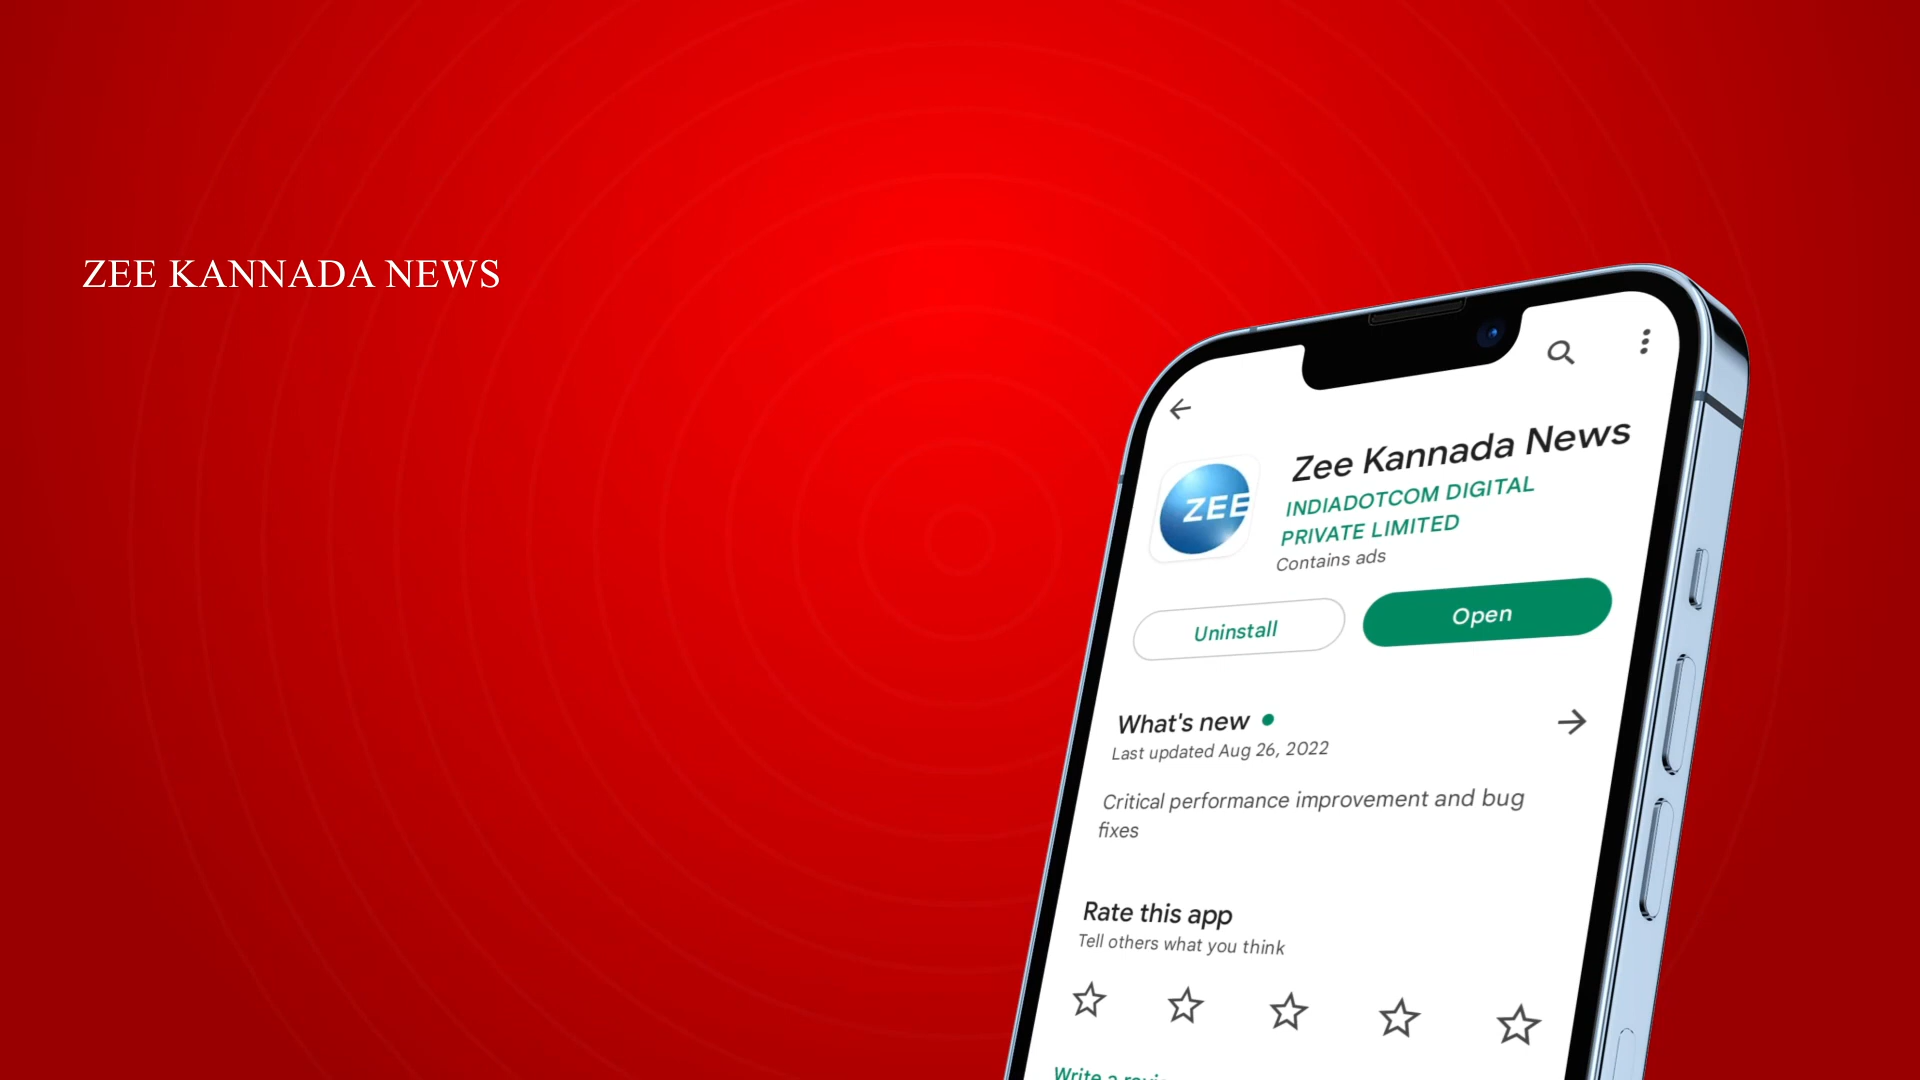 ZEE KANNADA NEWS
Zee Kannada News
ZEE
INDIADOTCOM DIGITAL
PRIVATE LIMITED
Contains ads
Uninstall
Open
What's new
Last updated Aug 26, 2022
Critical performance improvement and bug
fixes
Rate this app
Tell others what you think
Write a